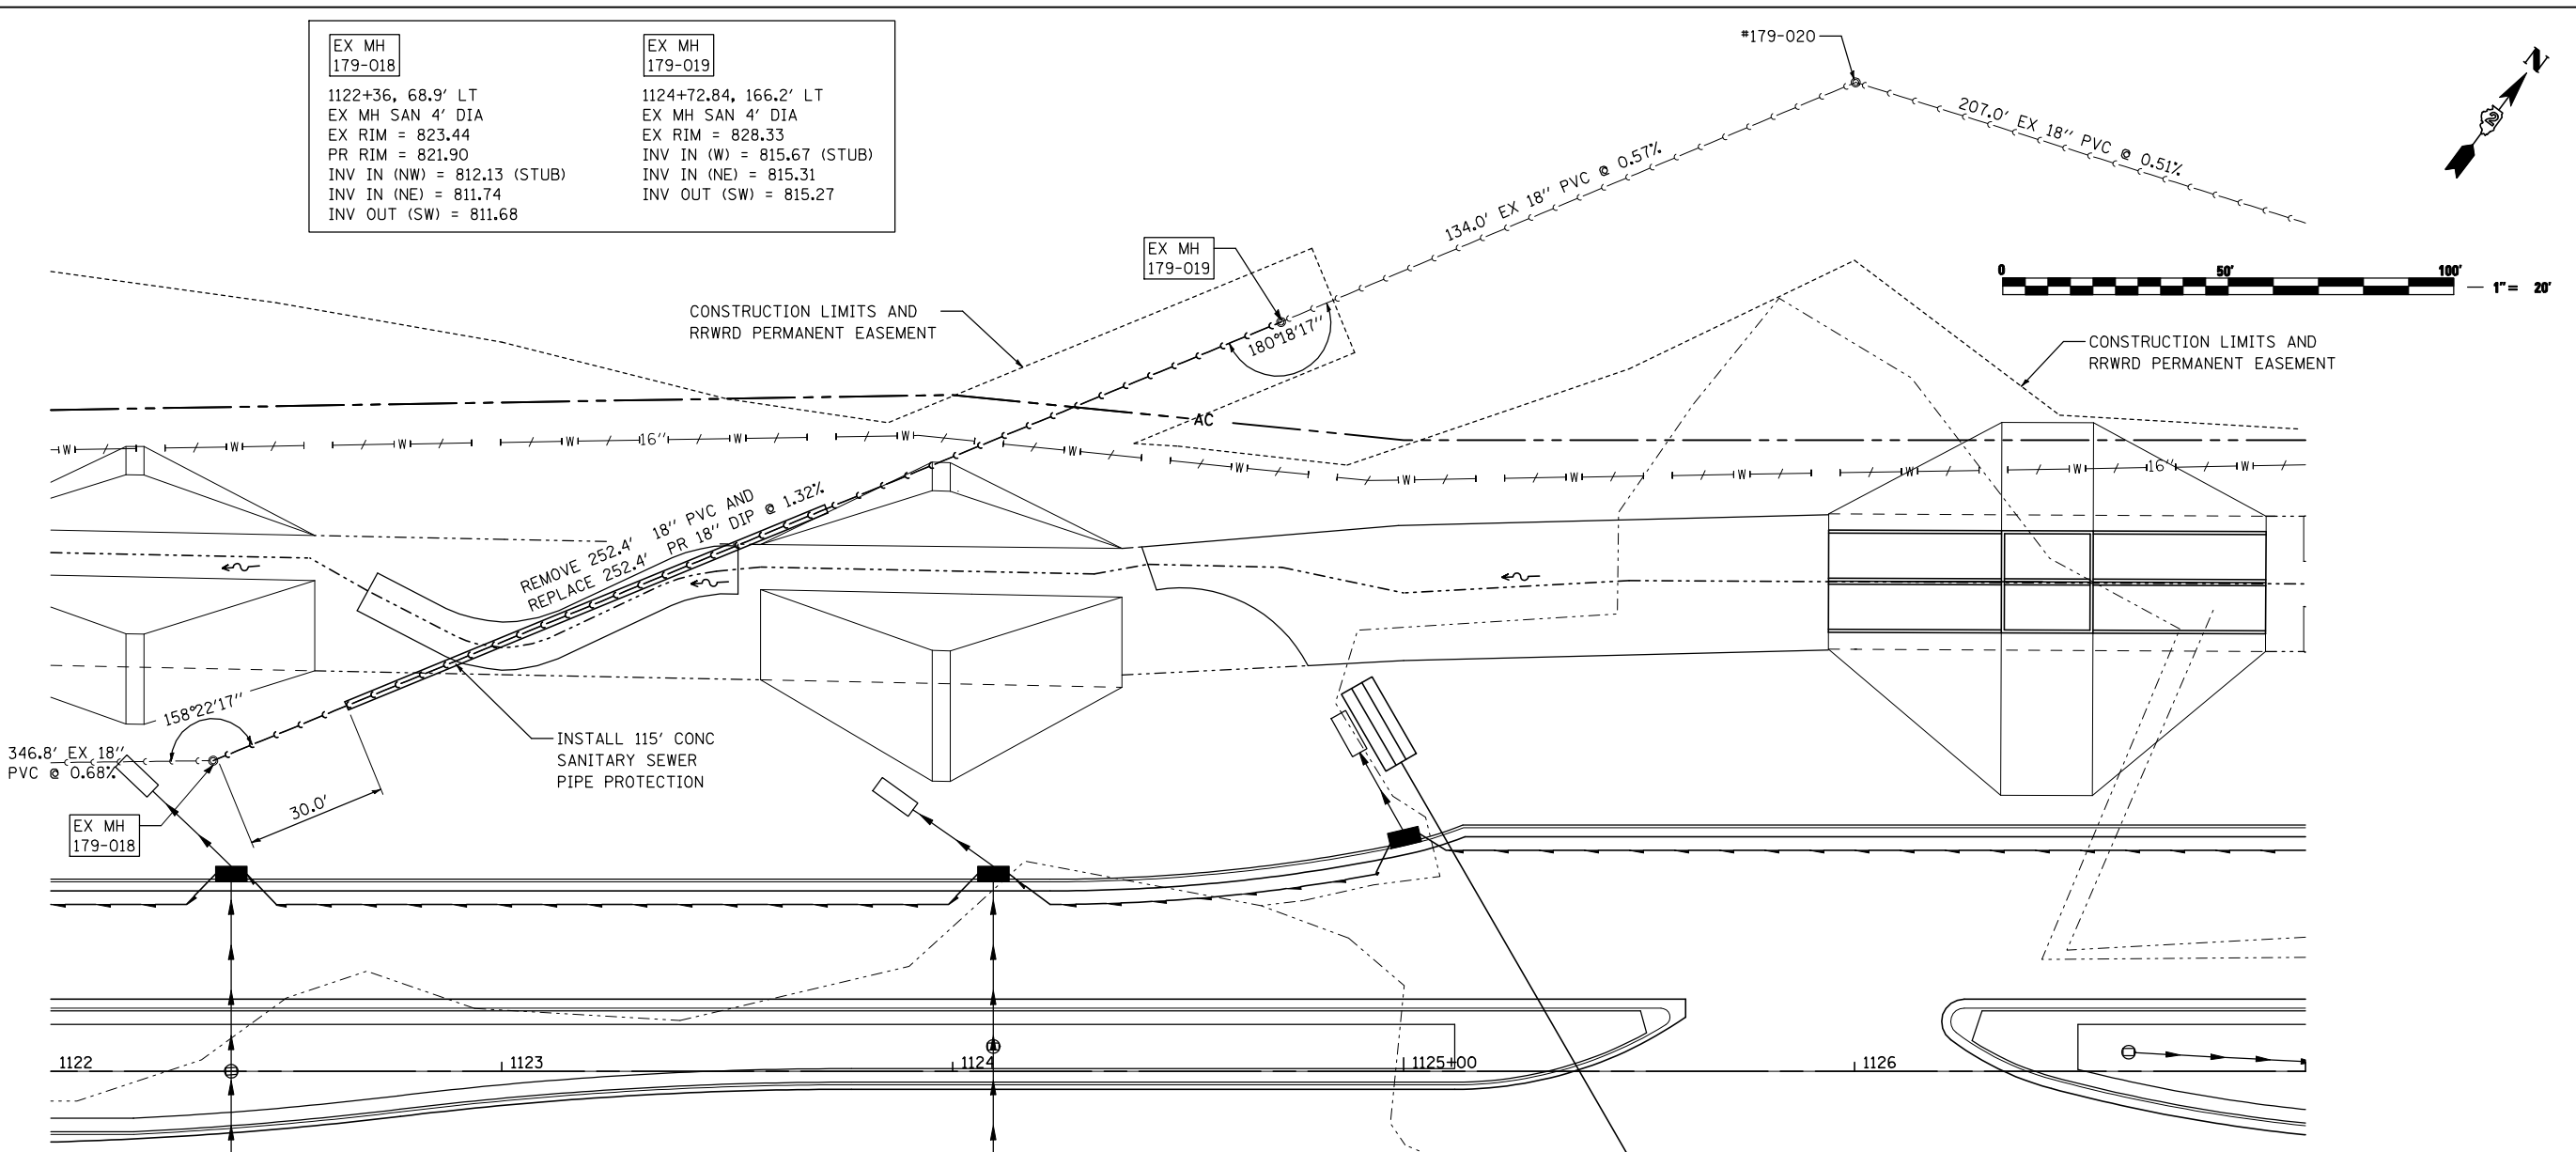 EX MH
179-018
1122+36, 68.9' LT
EX MH SAN 4' DIA
EX RIM = 823.44
PR RIM = 821.90
INV IN (NW) = 812.13 (STUB)
INV IN (NE) = 811.74
INV OUT (SW) = 811.68
EX MH
179-019
1124+72.84, 166.2' LT
EX MH SAN 4' DIA
EX RIM = 828.33
INV IN (W) = 815.67 (STUB)
INV IN (NE) = 815.31
INV OUT (SW) = 815.27
#179-020
N
2
207.0' EX 18'' PVC @ 0.51%
134.0' EX 18'' PVC @ 0.57%
EX MH
179-019
0 50' 100'
1"= 20'
CONSTRUCTION LIMITS AND
RRWRD PERMANENT EASEMENT
180°18'17''
CONSTRUCTION LIMITS AND
RRWRD PERMANENT EASEMENT
AC
W W W W 16'' W W W W W W W W W 16'' W
REMOVE 252.4' 18'' PVC AND
REPLACE 252.4' PR 18'' DIP @ 1.32%
158°22'17''
346.8' EX 18''
PVC @ 0.68%
INSTALL 115' CONC
SANITARY SEWER
PIPE PROTECTION
30.0'
EX MH
179-018
1122 1123 1124 1125+00 1126